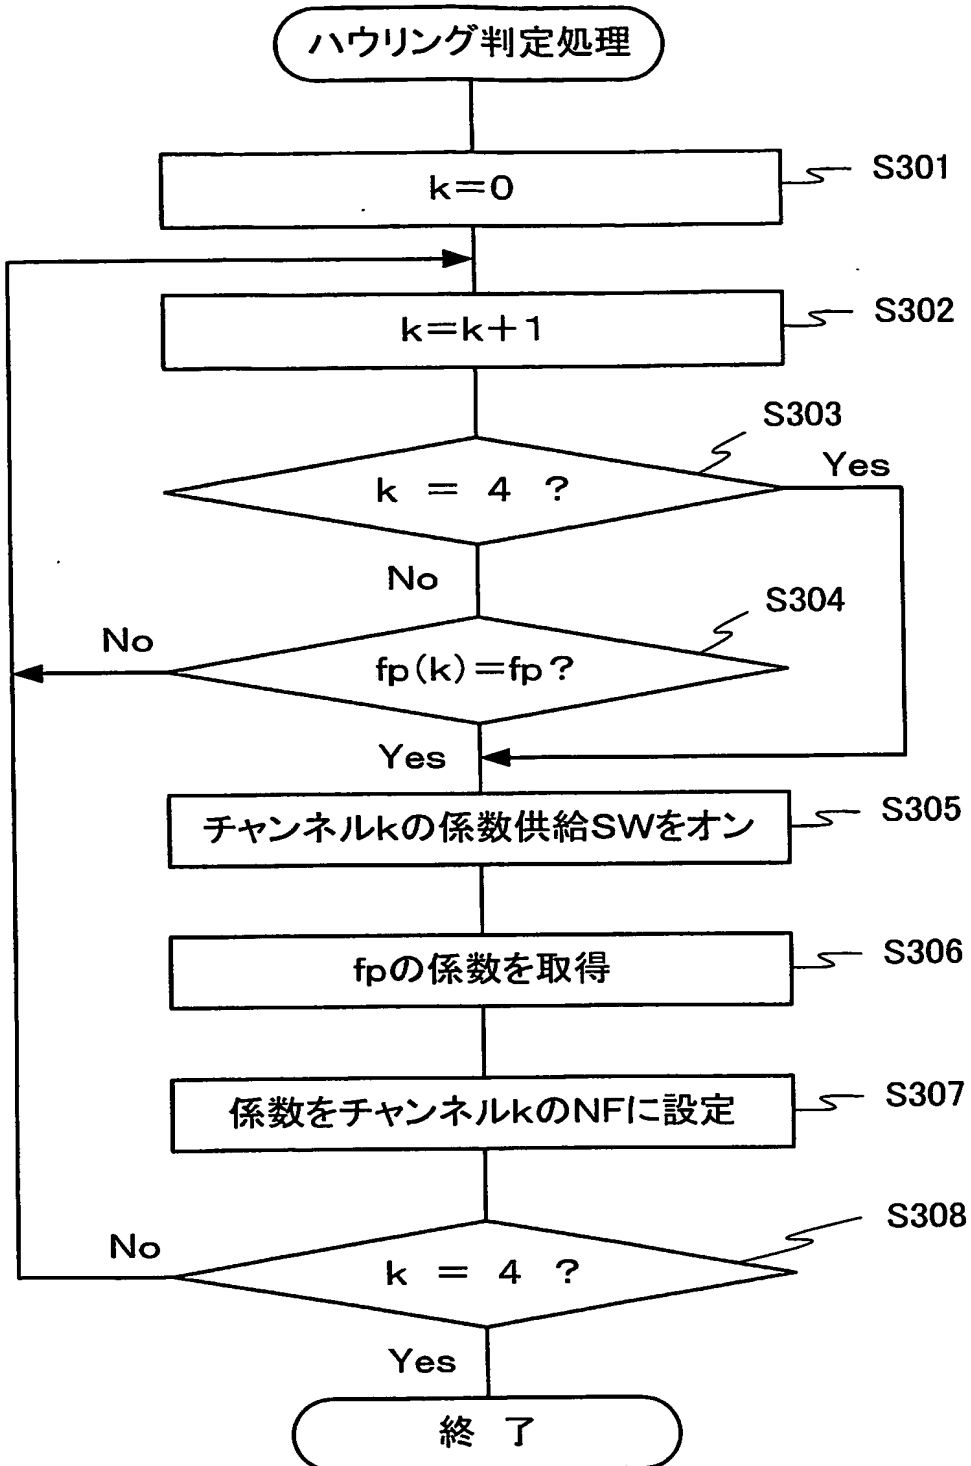 ハウリング判定処理
k=0
S301
k=k+1
S302
S303
k = 4 ?
Yes
No
S304
No
fp(k)=fp?
Yes
チャンネルkの係数供給SWをオン
S305
fpの係数を取得
S306
係数をチャンネルkのNFに設定
S307
S308
No
k = 4 ?
Yes
終 了